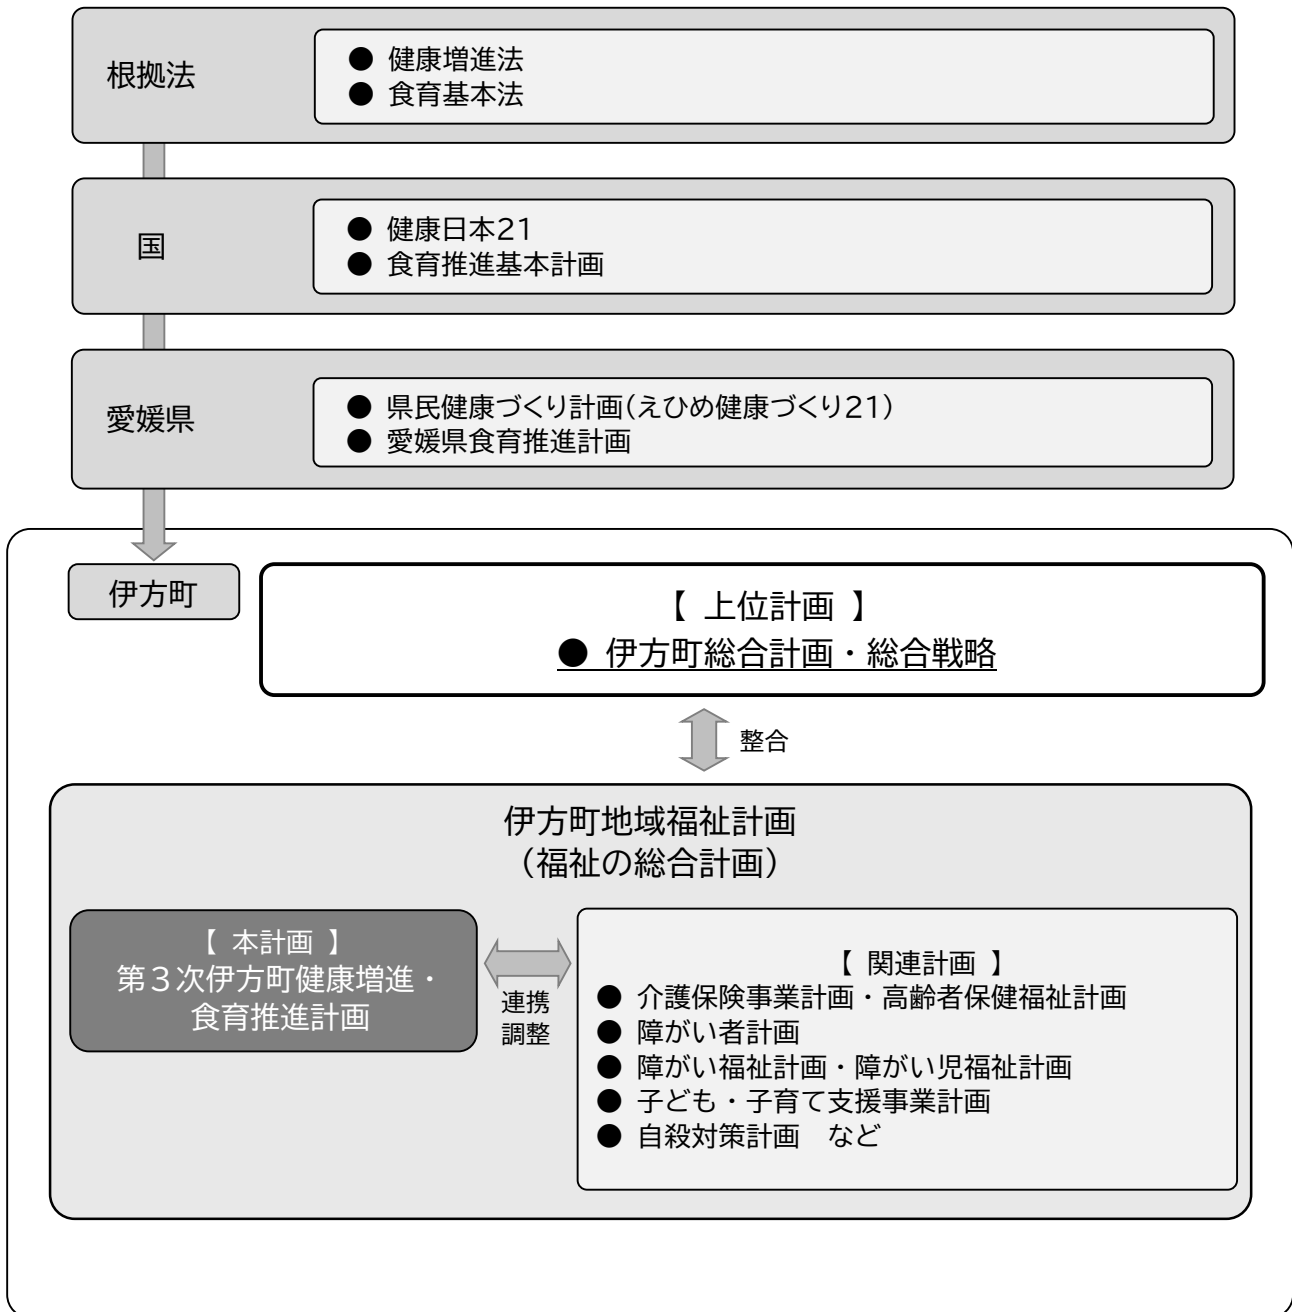 根拠法
● 健康増進法
● 食育基本法
国
● 健康日本21
● 食育推進基本計画
愛媛県
● 県民健康づくり計画(えひめ健康づくり21)
● 愛媛県食育推進計画
伊方町
【 上位計画 】
● 伊方町総合計画・総合戦略
整合
伊方町地域福祉計画
（福祉の総合計画）
【 本計画 】
第３次伊方町健康増進・
食育推進計画
連携
調整
【 関連計画 】
● 介護保険事業計画・高齢者保健福祉計画
● 障がい者計画
● 障がい福祉計画・障がい児福祉計画
● 子ども・子育て支援事業計画
● 自殺対策計画　など